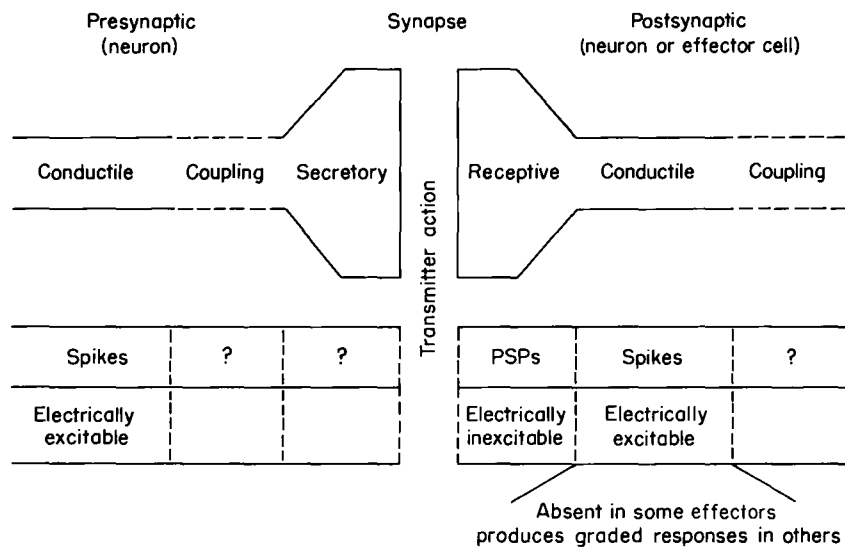 Presynaptic
(neuron)
Synapse
Postsynaptic
(neuron or effector cell)
Conductile
Coupling
Secretory
Transmitter action
Receptive
Conductile
Coupling
Spikes
?
?
PSPs
Spikes
?
Electrically
excitable
Electrically
inexcitable
Electrically
excitable
Absent in some effectors
produces graded responses in others